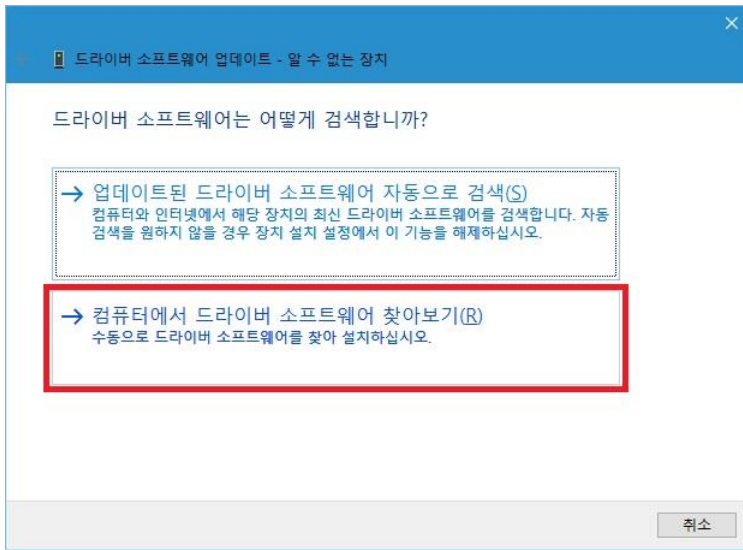 드라이버 소프트웨어 업데이트 - 알 수 없는 장치
드라이버 소프트웨어는 어떻게 검색합니까?
업데이트된 드라이버 소프트웨어 자동으로 검색(S)
컴퓨터와 인터넷에서 해당 장치의 최신 드라이버 소프트웨어를 검색합니다. 자동
검색을 원하지 않을 경우 장치 설치 설정에서 이 기능을 해제하십시오.
컴퓨터에서 드라이버 소프트웨어 찾아보기(R)
수동으로 드라이버 소프트웨어를 찾아 설치하십시오.
취소